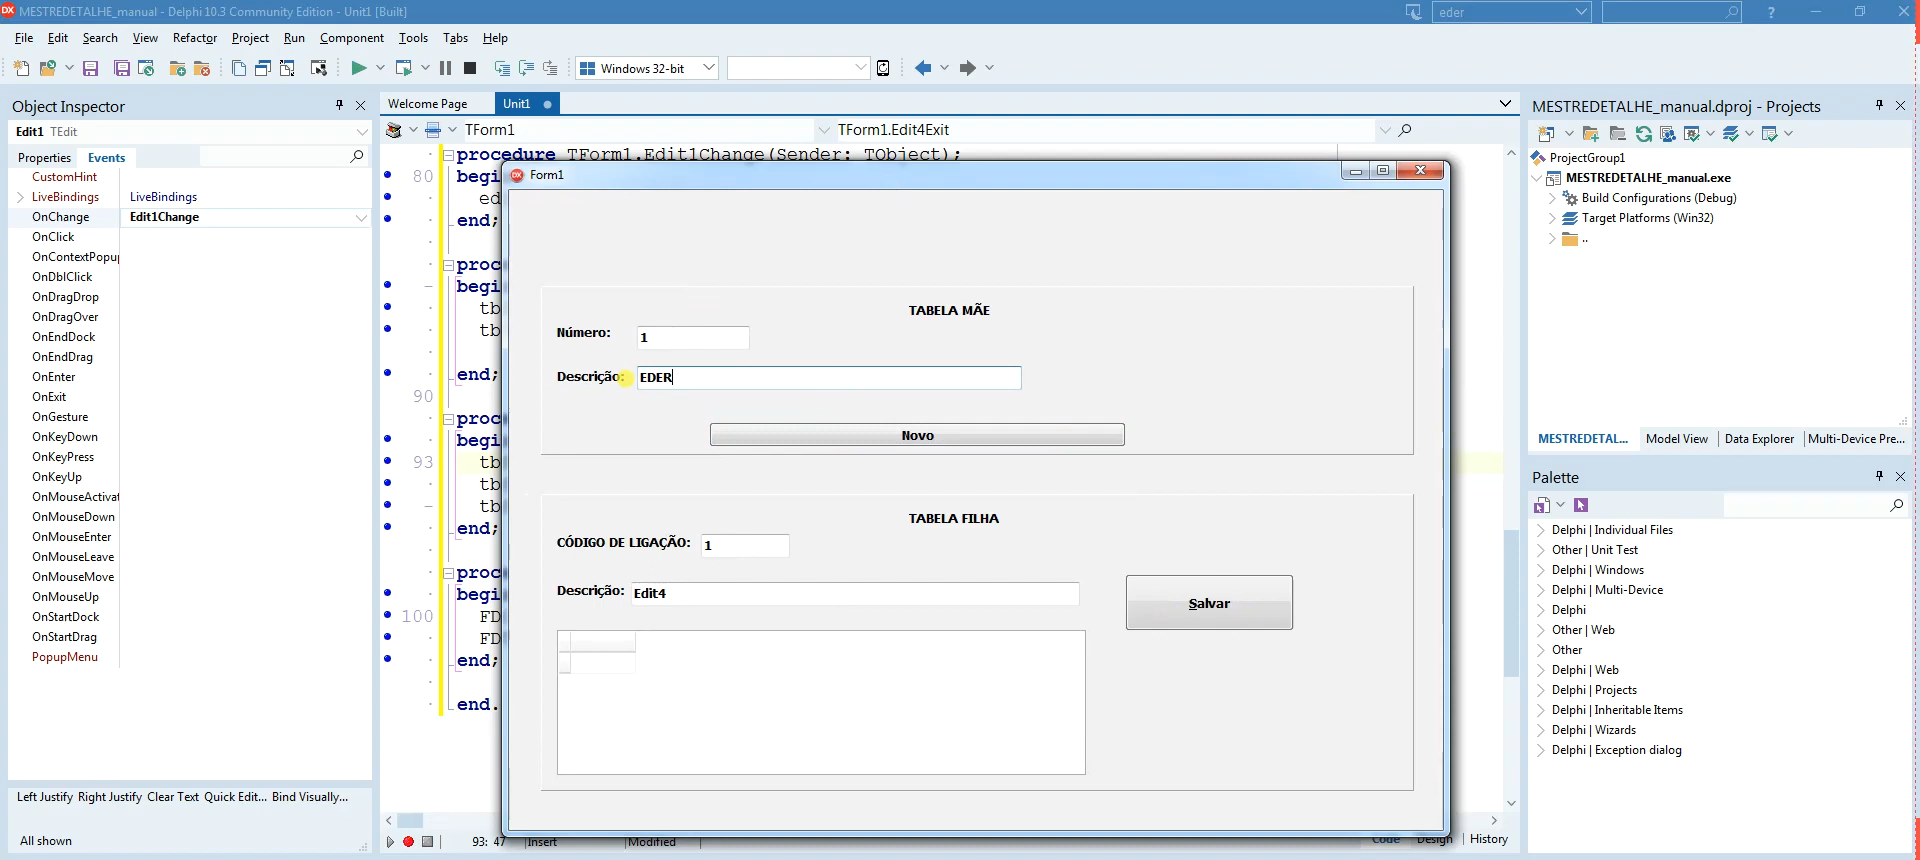 MESTREDETALHE_manual - Delphi 10.3 Community Edition - Unit1 [Built]
eder
File Edit Search View Refactor Project Run Component Tools Tabs Help
Windows 32-bit
Object Inspector
Edit1 TEdit
Properties Events
CustomHint
LiveBindings LiveBindings
OnChange Edit1Change
OnClick
OnContextPopu
OnDblClick
OnDragDrop
OnDragOver
OnEndDock
OnEndDrag
OnEnter
OnExit
OnGesture
OnKeyDown
OnKeyPress
OnKeyUp
OnMouseActivat
OnMouseDown
OnMouseEnter
OnMouseLeave
OnMouseMove
OnMouseUp
OnStartDock
OnStartDrag
PopupMenu
Left Justify Right Justify Clear Text Quick Edit... Bind Visually...
All shown
Welcome Page Unit1
TForm1 TForm1.Edit4Exit
procedure TForm1.Edit1Change(Sender: TObject);
80 begi
ed
end;
proc
begi
tb
tb
end;
90
proc
begi
93 tb
tb
tb
end;
proc
begi
100 FD
FD
end;
end.
93: 47 Insert Modified Code Design History
Form1
TABELA MÃE
Número: 1
Descrição: EDER
Novo
TABELA FILHA
CÓDIGO DE LIGAÇÃO: 1
Descrição: Edit4
Salvar
MESTREDETALHE_manual.dproj - Projects
ProjectGroup1
MESTREDETALHE_manual.exe
Build Configurations (Debug)
Target Platforms (Win32)
..
MESTREDETAL... Model View Data Explorer Multi-Device Pre...
Palette
Delphi | Individual Files
Other | Unit Test
Delphi | Windows
Delphi | Multi-Device
Delphi
Other | Web
Other
Delphi | Web
Delphi | Projects
Delphi | Inheritable Items
Delphi | Wizards
Delphi | Exception dialog